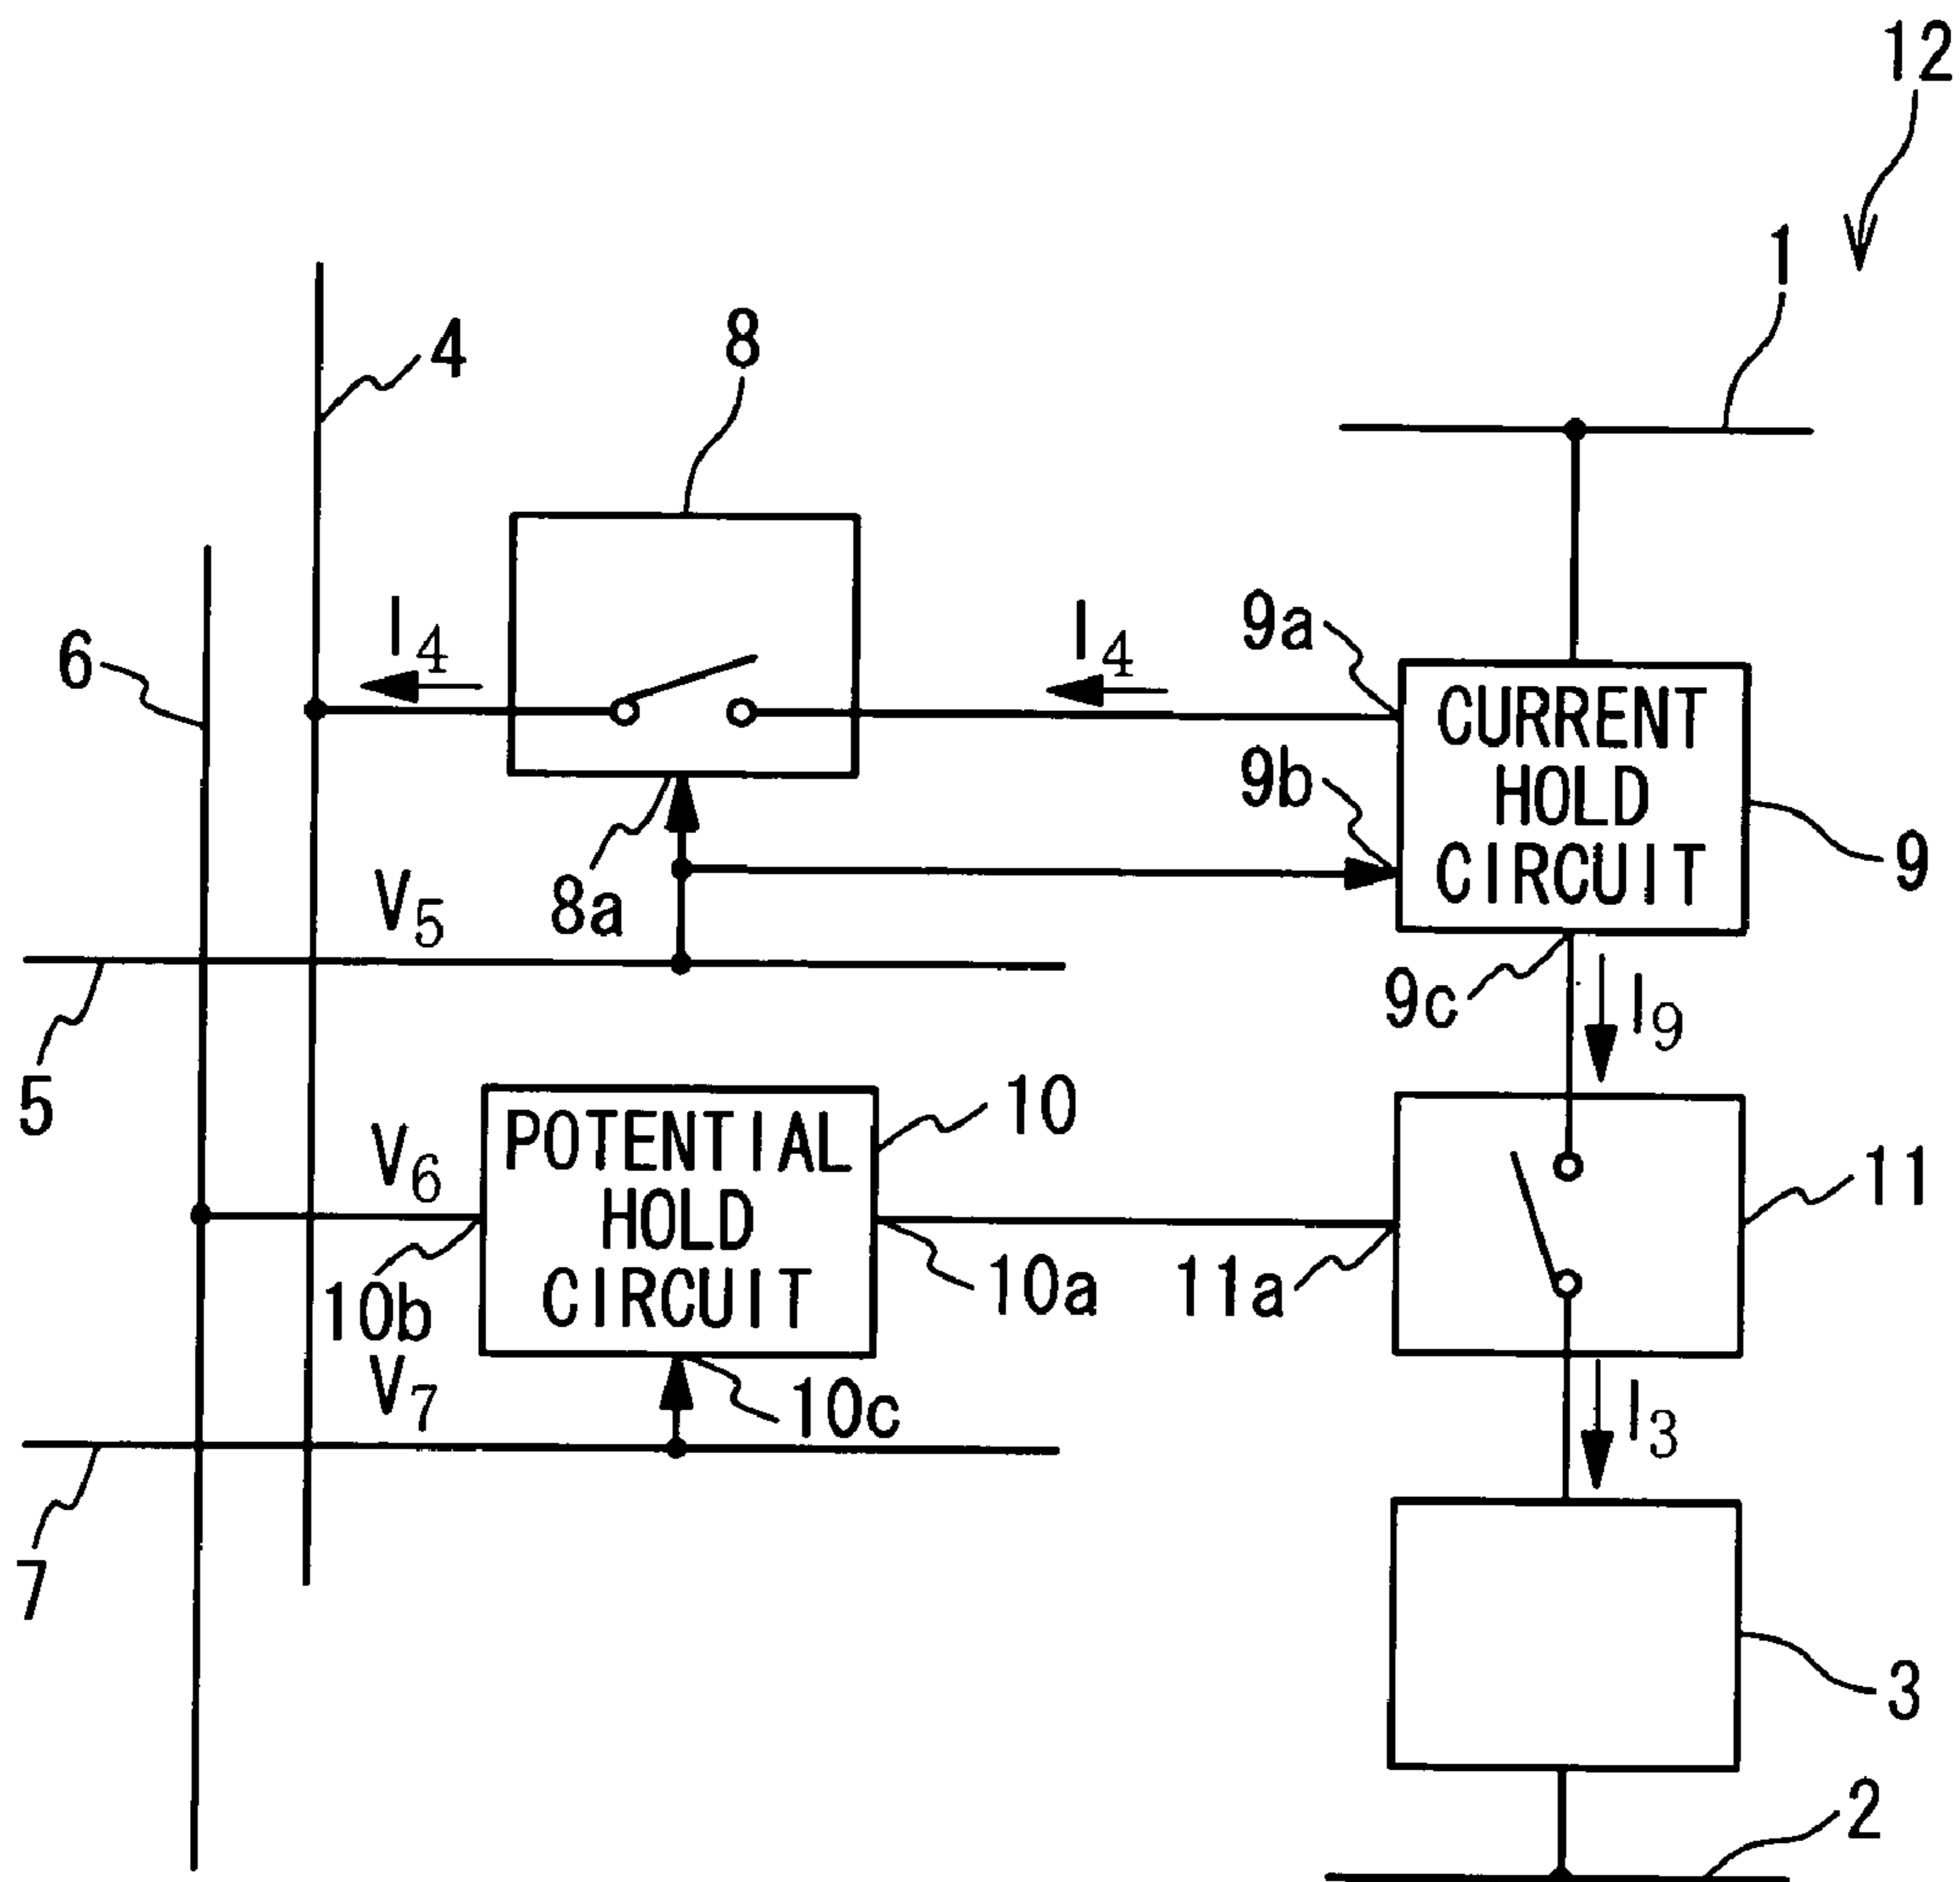 12
1
4
8
I4
I4
9a
6
CURRENT
HOLD
CIRCUIT
9b
9
V5
8a
9c
I9
5
10
POTENTIAL
HOLD
CIRCUIT
V6
11
10b
10a
11a
V7
10c
I3
7
3
2